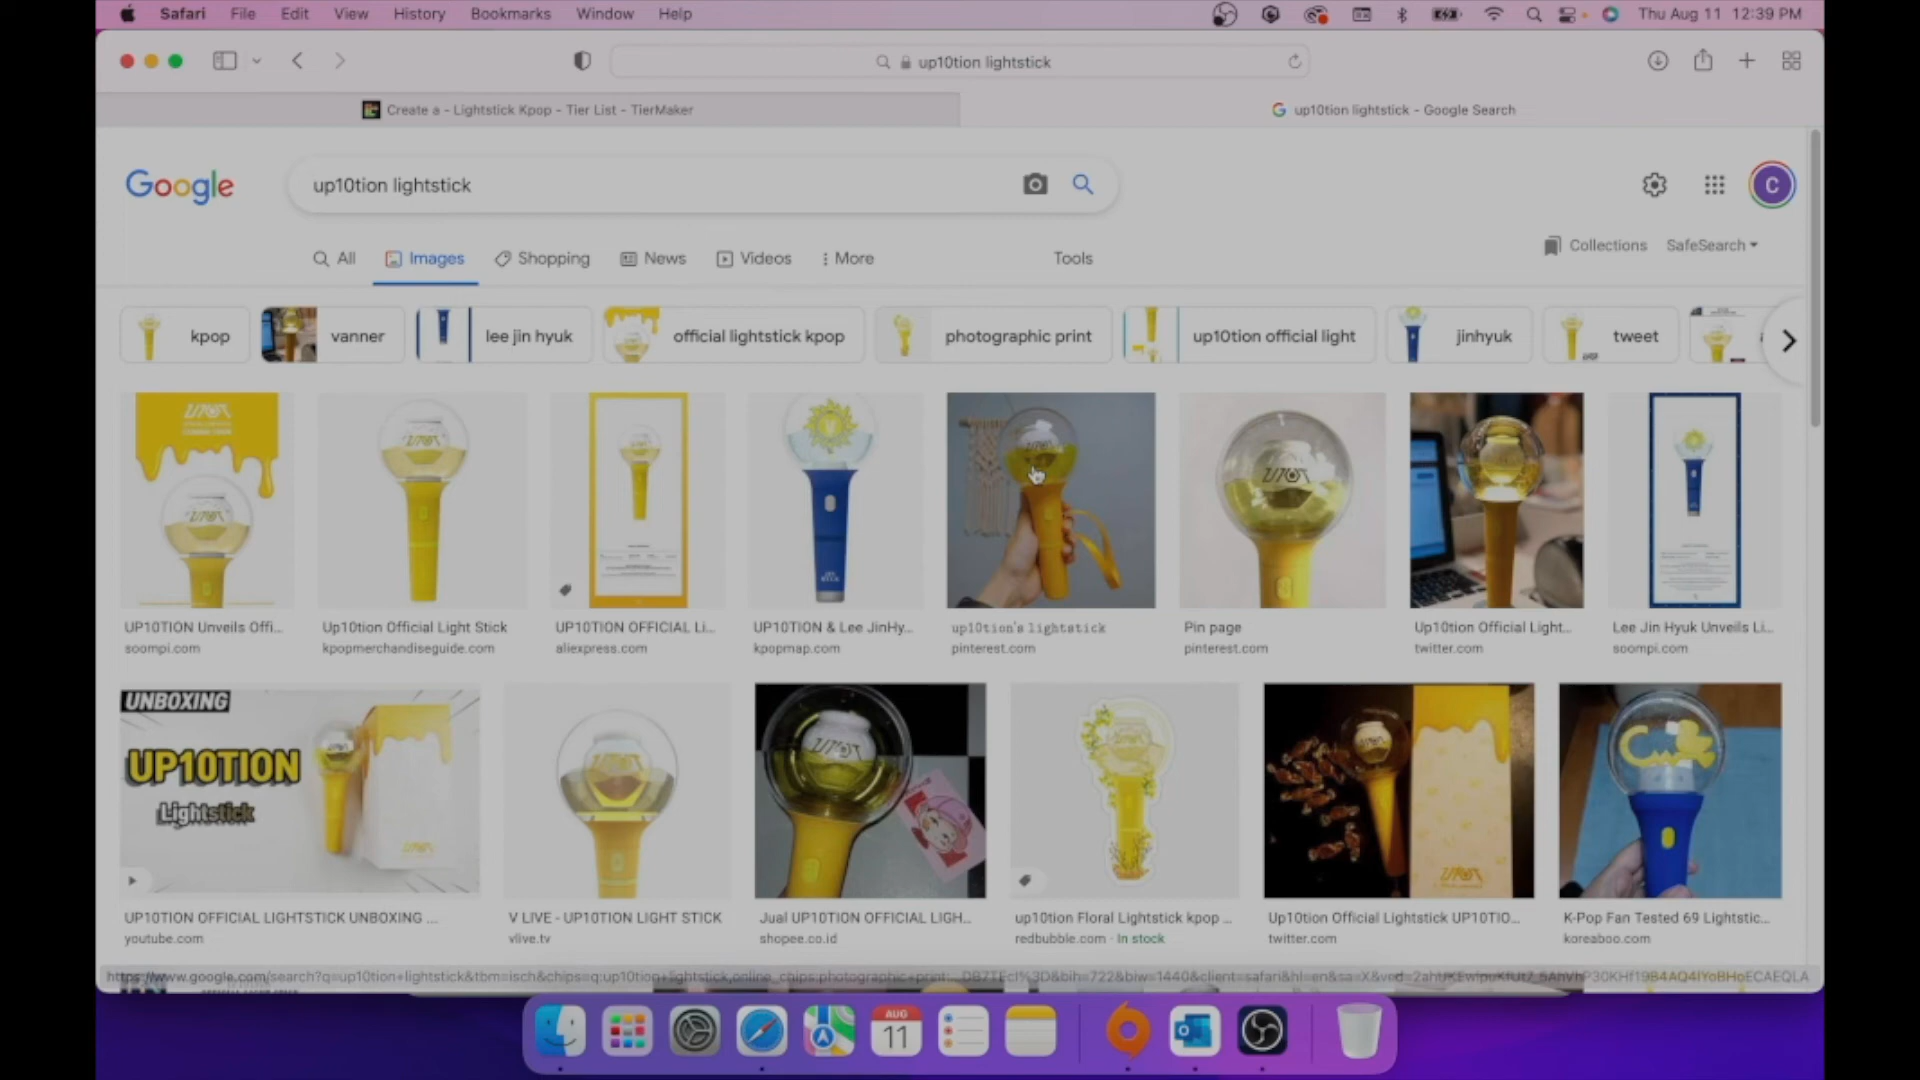 Safari File Edit View History Bookmarks Window Help Thu Aug 11 12:39 PM
up10tion lightstick
Create a - Lightstick Kpop - Tier List - TierMaker
up10tion lightstick - Google Search
Google
up10tion lightstick
C
All Images Shopping News Videos More Tools
Collections SafeSearch
kpop vanner lee jin hyuk official lightstick kpop photographic print up10tion official light jinhyuk tweet
UP10TION Unveils Offi...
soompi.com
Up10tion Official Light Stick
kpopmerchandiseguide.com
UP10TION OFFICIAL Li...
aliexpress.com
UP10TION & Lee JinHy...
kpopmap.com
up10tion's lightstick
pinterest.com
Pin page
pinterest.com
Up10tion Official Light...
twitter.com
Lee Jin Hyuk Unveils Li...
soompi.com
UNBOXING
UP10TION
Lightstick
UP10TION OFFICIAL LIGHTSTICK UNBOXING ...
youtube.com
V LIVE - UP10TION LIGHT STICK
vlive.tv
Jual UP10TION OFFICIAL LIGH...
shopee.co.id
up10tion Floral Lightstick kpop ...
redbubble.com · In stock
Up10tion Official Lightstick UP10TIO...
twitter.com
K-Pop Fan Tested 69 Lightstic...
koreaboo.com
AUG
11